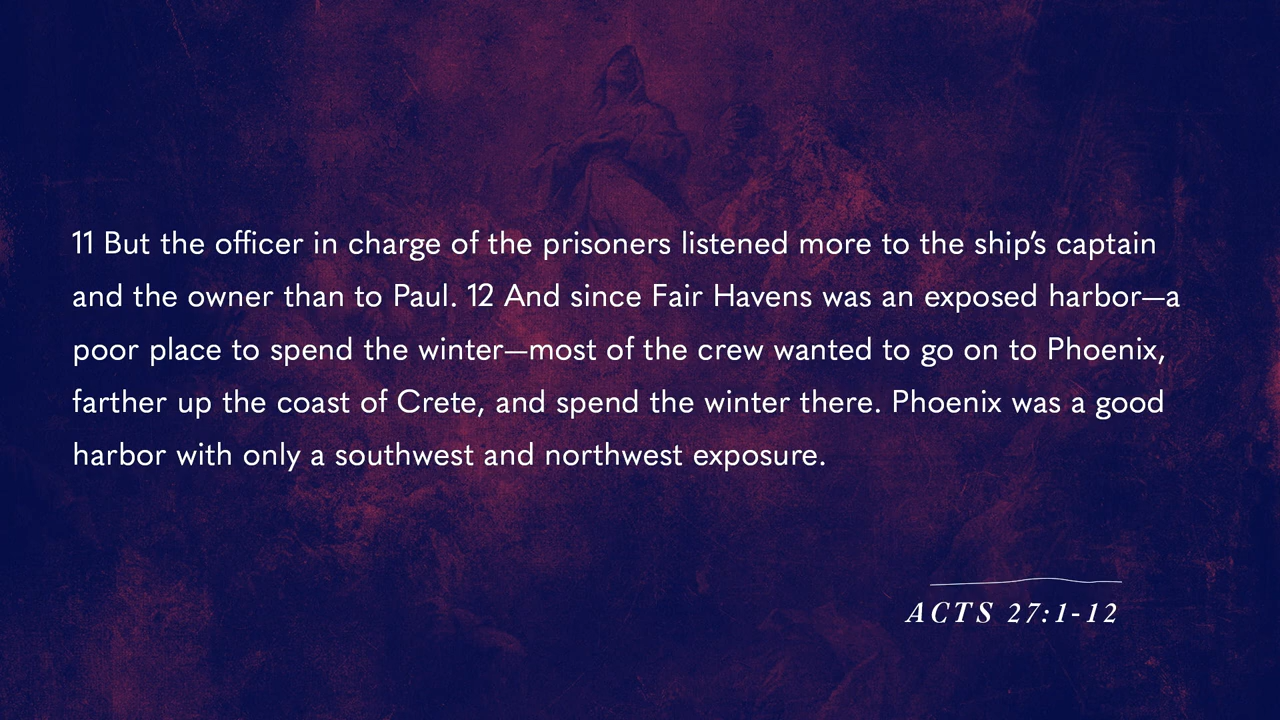 11 But the officer in charge of the prisoners listened more to the ship’s captain
and the owner than to Paul. 12 And since Fair Havens was an exposed harbor—a
poor place to spend the winter—most of the crew wanted to go on to Phoenix,
farther up the coast of Crete, and spend the winter there. Phoenix was a good
harbor with only a southwest and northwest exposure.
ACTS 27:1-12